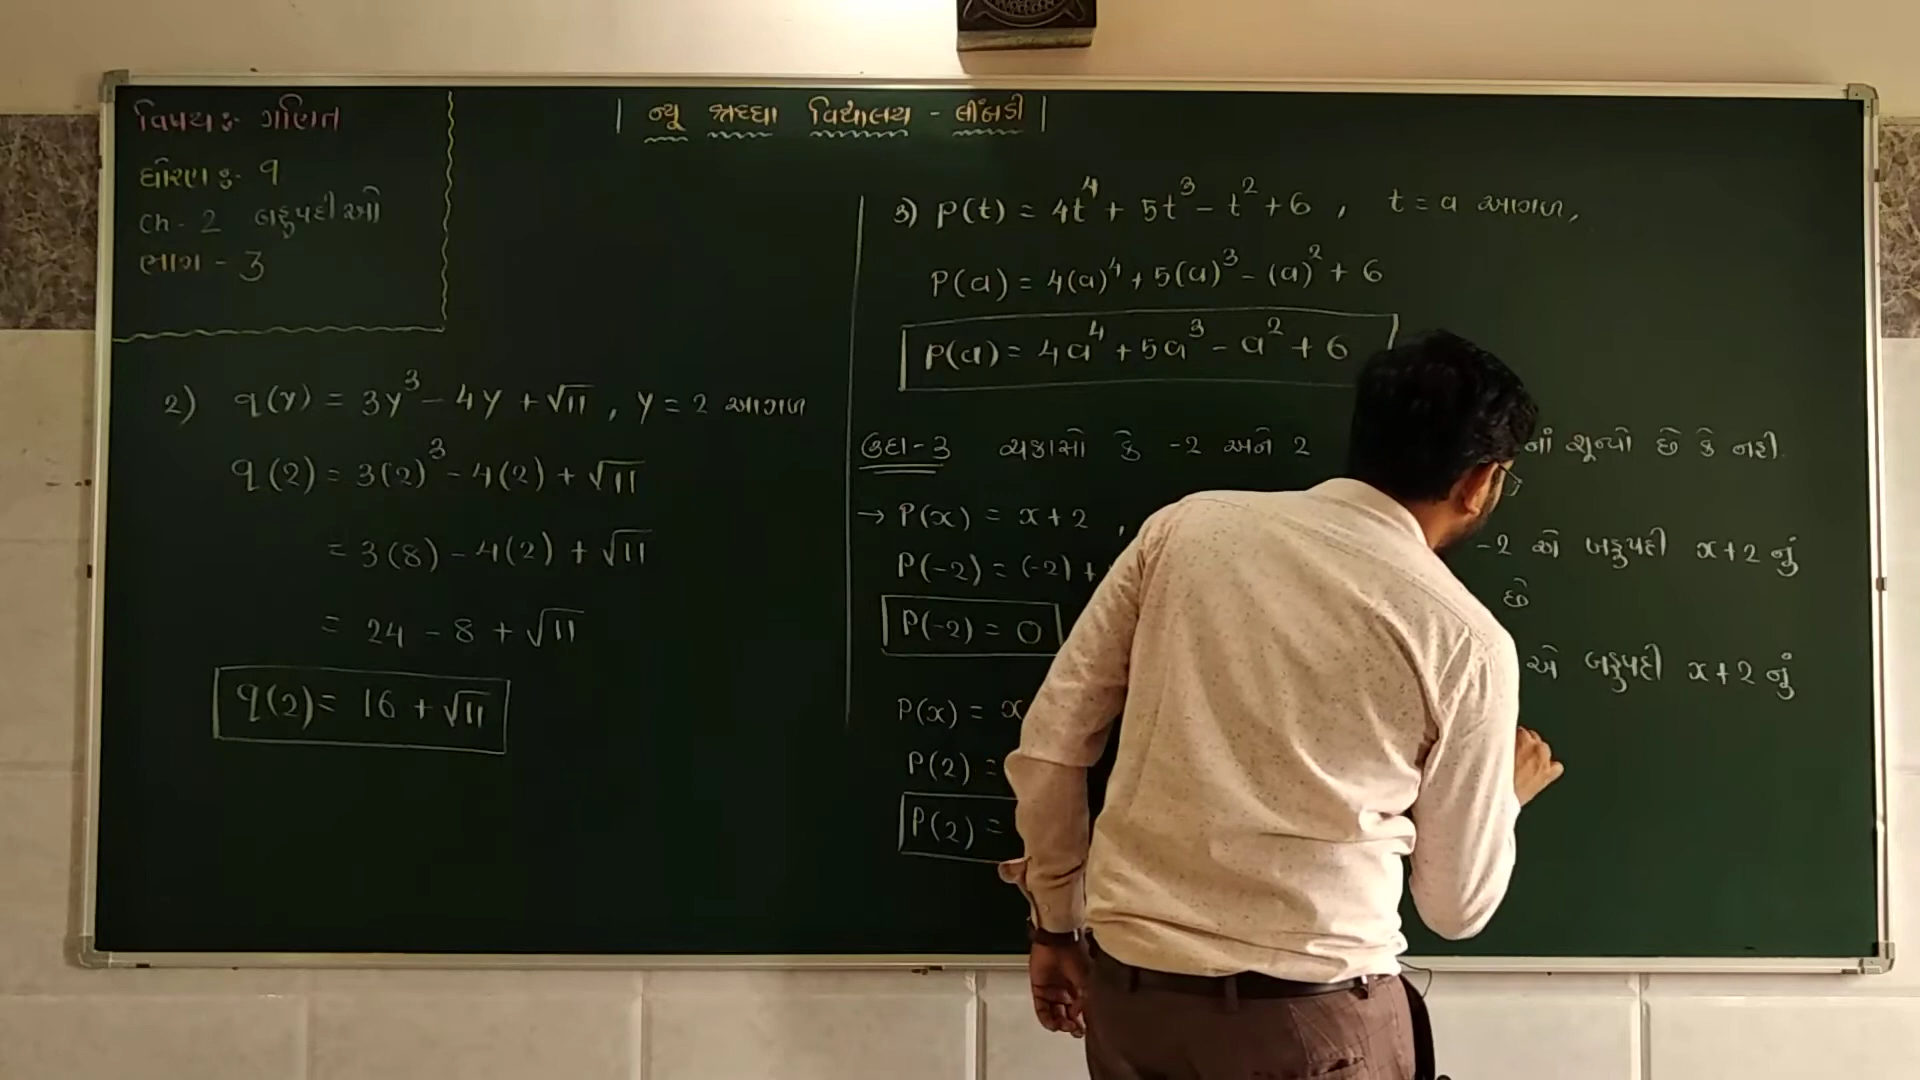 વિષય ઃ ગણિત
ધોરણ ઃ- ૯
Ch - 2 બહુપદીઓ
ભાગ - 3
| ન્યૂ શ્રધ્ધા વિદ્યાલય - લીંબડી |
2) q(y) = 3y³ - 4y + √11 , y = 2 આગળ
q(2) = 3(2)³ - 4(2) + √11
= 3(8) - 4(2) + √11
= 24 - 8 + √11
q(2) = 16 + √11
3) P(t) = 4t⁴ + 5t³ - t² + 6 , t = a આગળ,
P(a) = 4(a)⁴ + 5(a)³ - (a)² + 6
P(a) = 4a⁴ + 5a³ - a² + 6
ઉદા-3 ચકાસો કે -2 અને 2 નાં શૂન્યો છે કે નહી.
→ P(x) = x + 2 ,
P(-2) = (-2) +
P(-2) = 0
-2 એ બહુપદી x + 2 નું
છે
P(x) = x
P(2) =
P(2) =
એ બહુપદી x + 2 નું